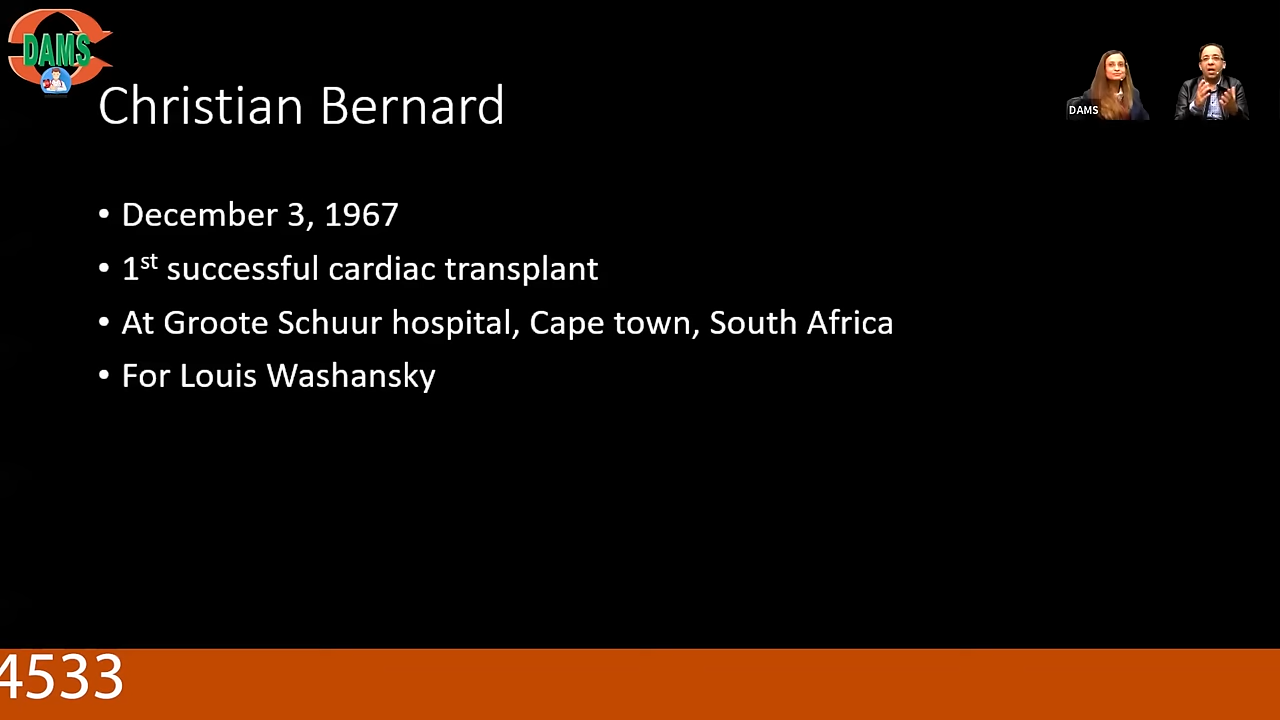 DAMS
Christian Bernard
DAMS
• December 3, 1967
• 1st successful cardiac transplant
• At Groote Schuur hospital, Cape town, South Africa
• For Louis Washansky
4533